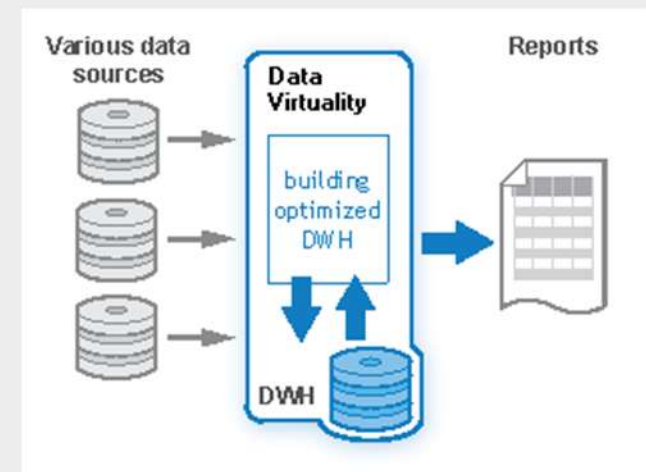 Various data
sources
Data
Virtuality
building
optimized
DWH
DWH
Reports